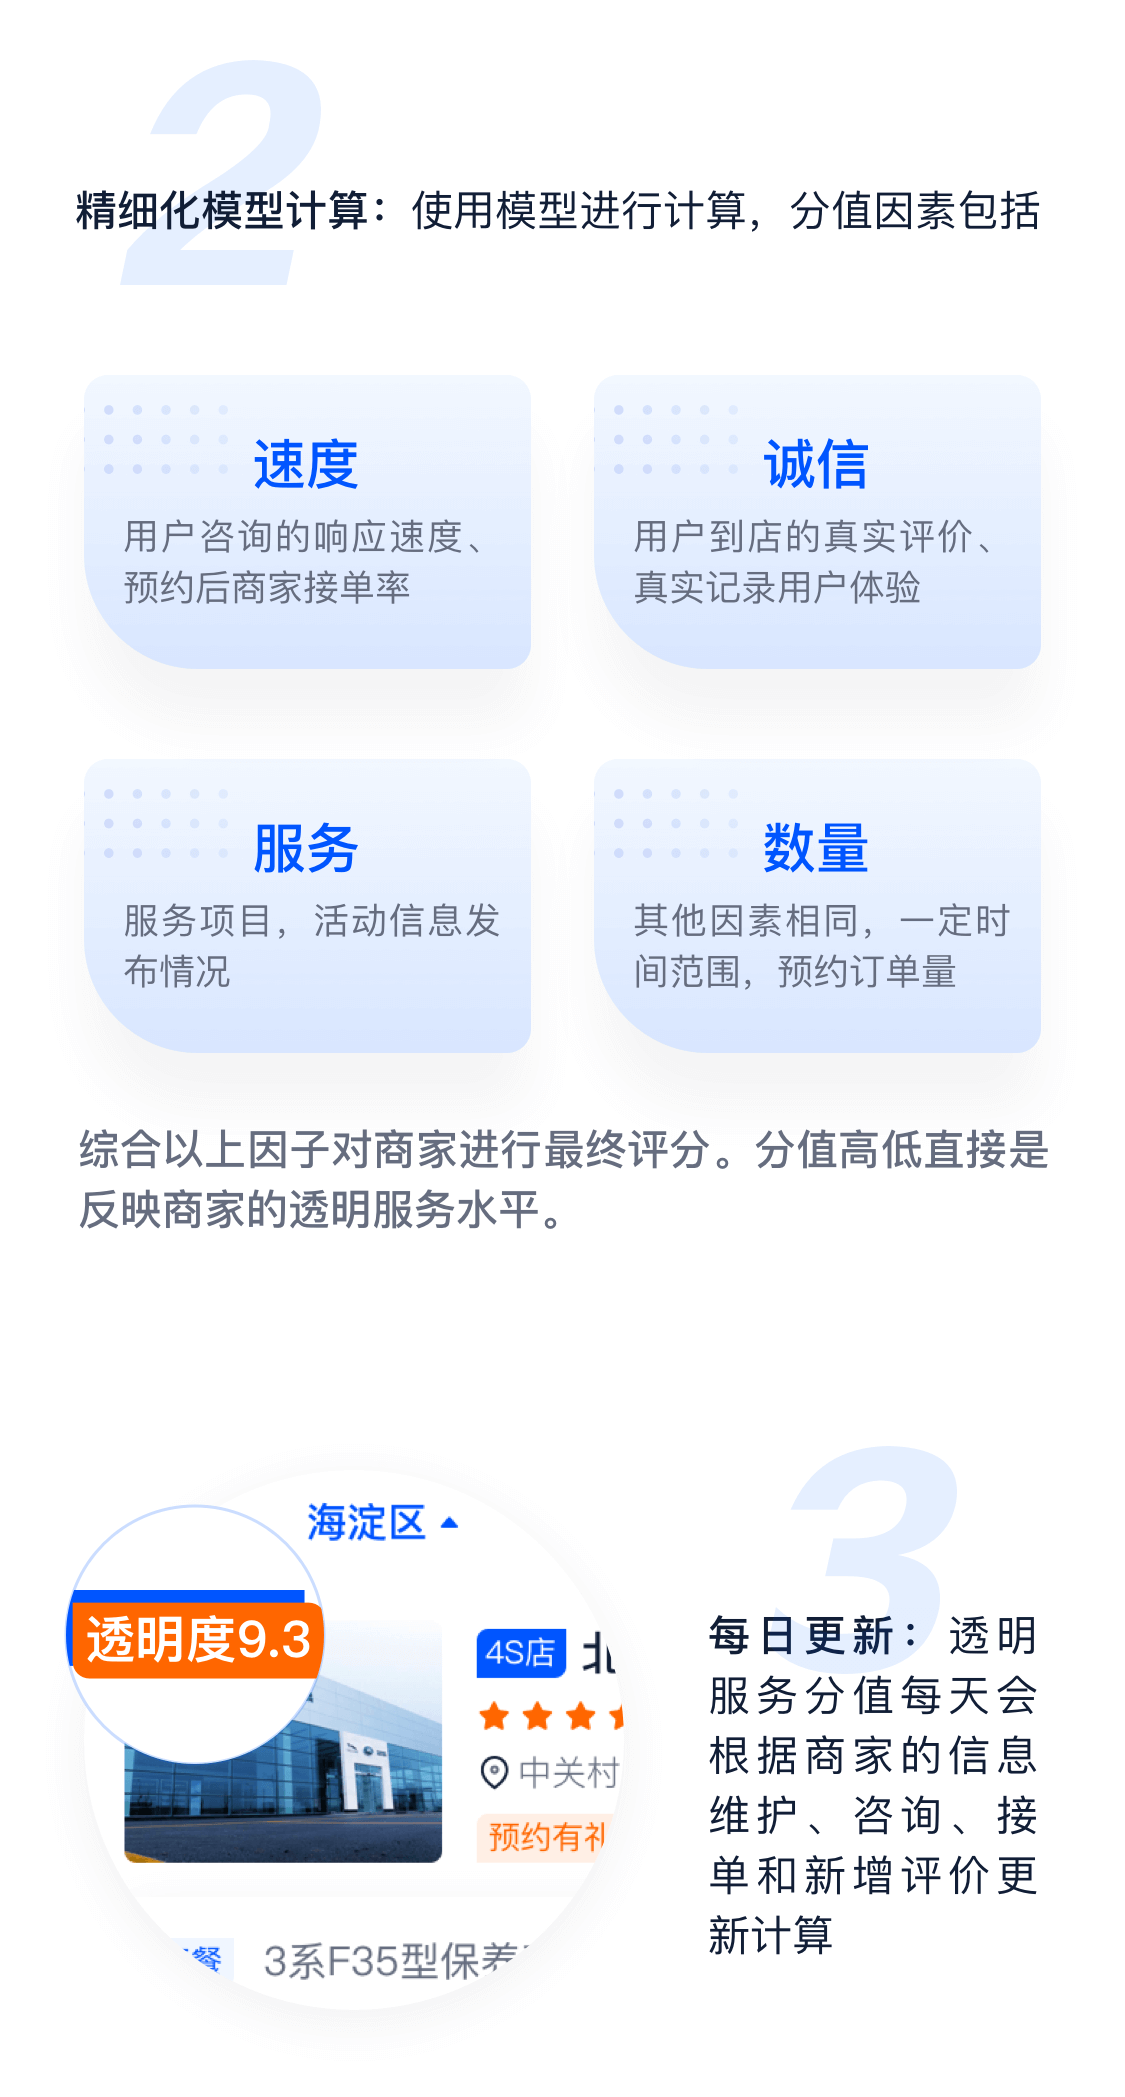 2
精细化模型计算：使用模型进行计算，分值因素包括
速度
用户咨询的响应速度、
预约后商家接单率
诚信
用户到店的真实评价、
真实记录用户体验
服务
服务项目，活动信息发
布情况
数量
其他因素相同，一定时
间范围，预约订单量
综合以上因子对商家进行最终评分。分值高低直接是
反映商家的透明服务水平。
海淀区
透明度9.3
4S店 北
中关村
预约有礼
餐 3系F35型保养
3
每日更新：透明
服务分值每天会
根据商家的信息
维护、咨询、接
单和新增评价更
新计算